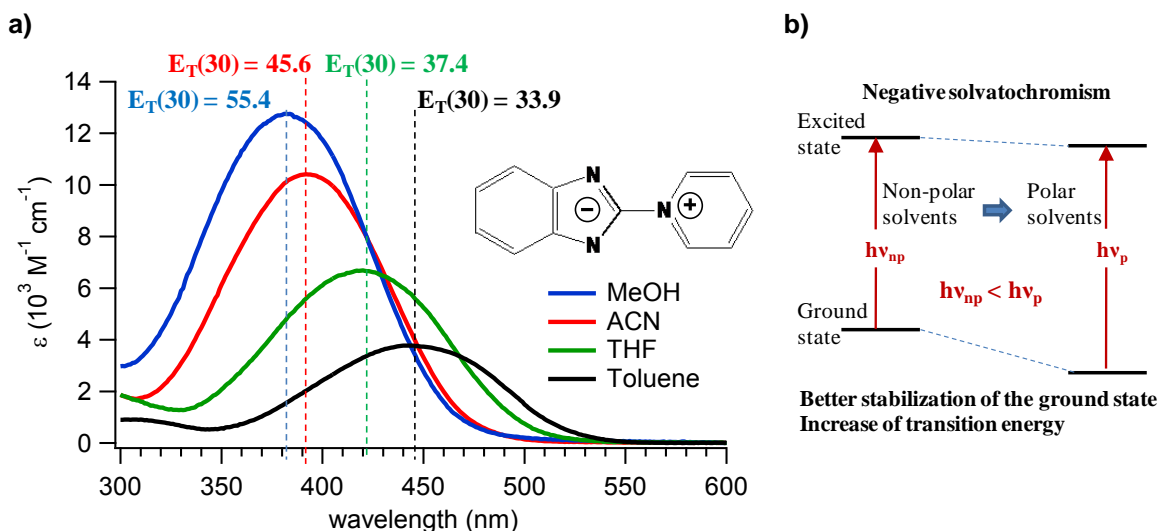 a)
E_T(30) = 45.6
E_T(30) = 37.4
E_T(30) = 55.4
E_T(30) = 33.9
14
12
10
8
6
4
2
0
ε (10³ M⁻¹ cm⁻¹)
300
350
400
450
500
550
600
wavelength (nm)
N
N
N
−
+
MeOH
ACN
THF
Toluene
b)
Negative solvatochromism
Excited
state
Non-polar
solvents
Polar
solvents
hν_np
hν_p
hν_np < hν_p
Ground
state
Better stabilization of the ground state
Increase of transition energy